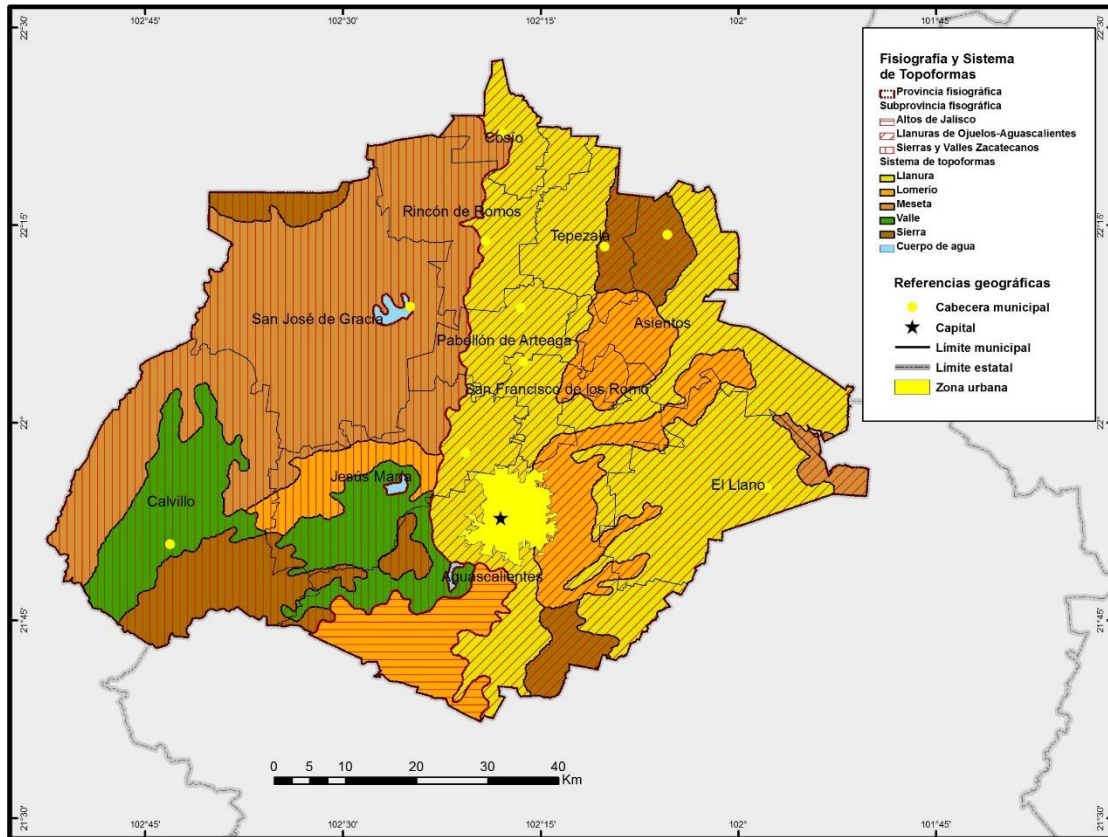 102°45'
102°30'
102°15'
102°
101°45'
22°30'
22°30'
Fisiografía y Sistema
de Topoformas
Provincia fisiográfica
Subprovincia fisográfica
Altos de Jalisco
Llanuras de Ojuelos-Aguascalientes
Sierras y Valles Zacatecanos
Sistema de topoformas
Llanura
Lomerio
Meseta
Valle
Sierra
Cuerpo de agua
Referencias geográficas
Cabecera municipal
Capital
Límite municipal
Límite estatal
Zona urbana
Cosío
Rincón de Romos
22°15'
22°15'
Tepezalá
San José de Gracia
Asientos
Pabellón de Arteaga
San Francisco de los Romo
22°
22°
Jesús María
El Llano
Calvillo
Aguascalientes
21°45'
21°45'
0 5 10 20 30 40
Km
21°30'
21°30'
102°45'
102°30'
102°15'
102°
101°45'